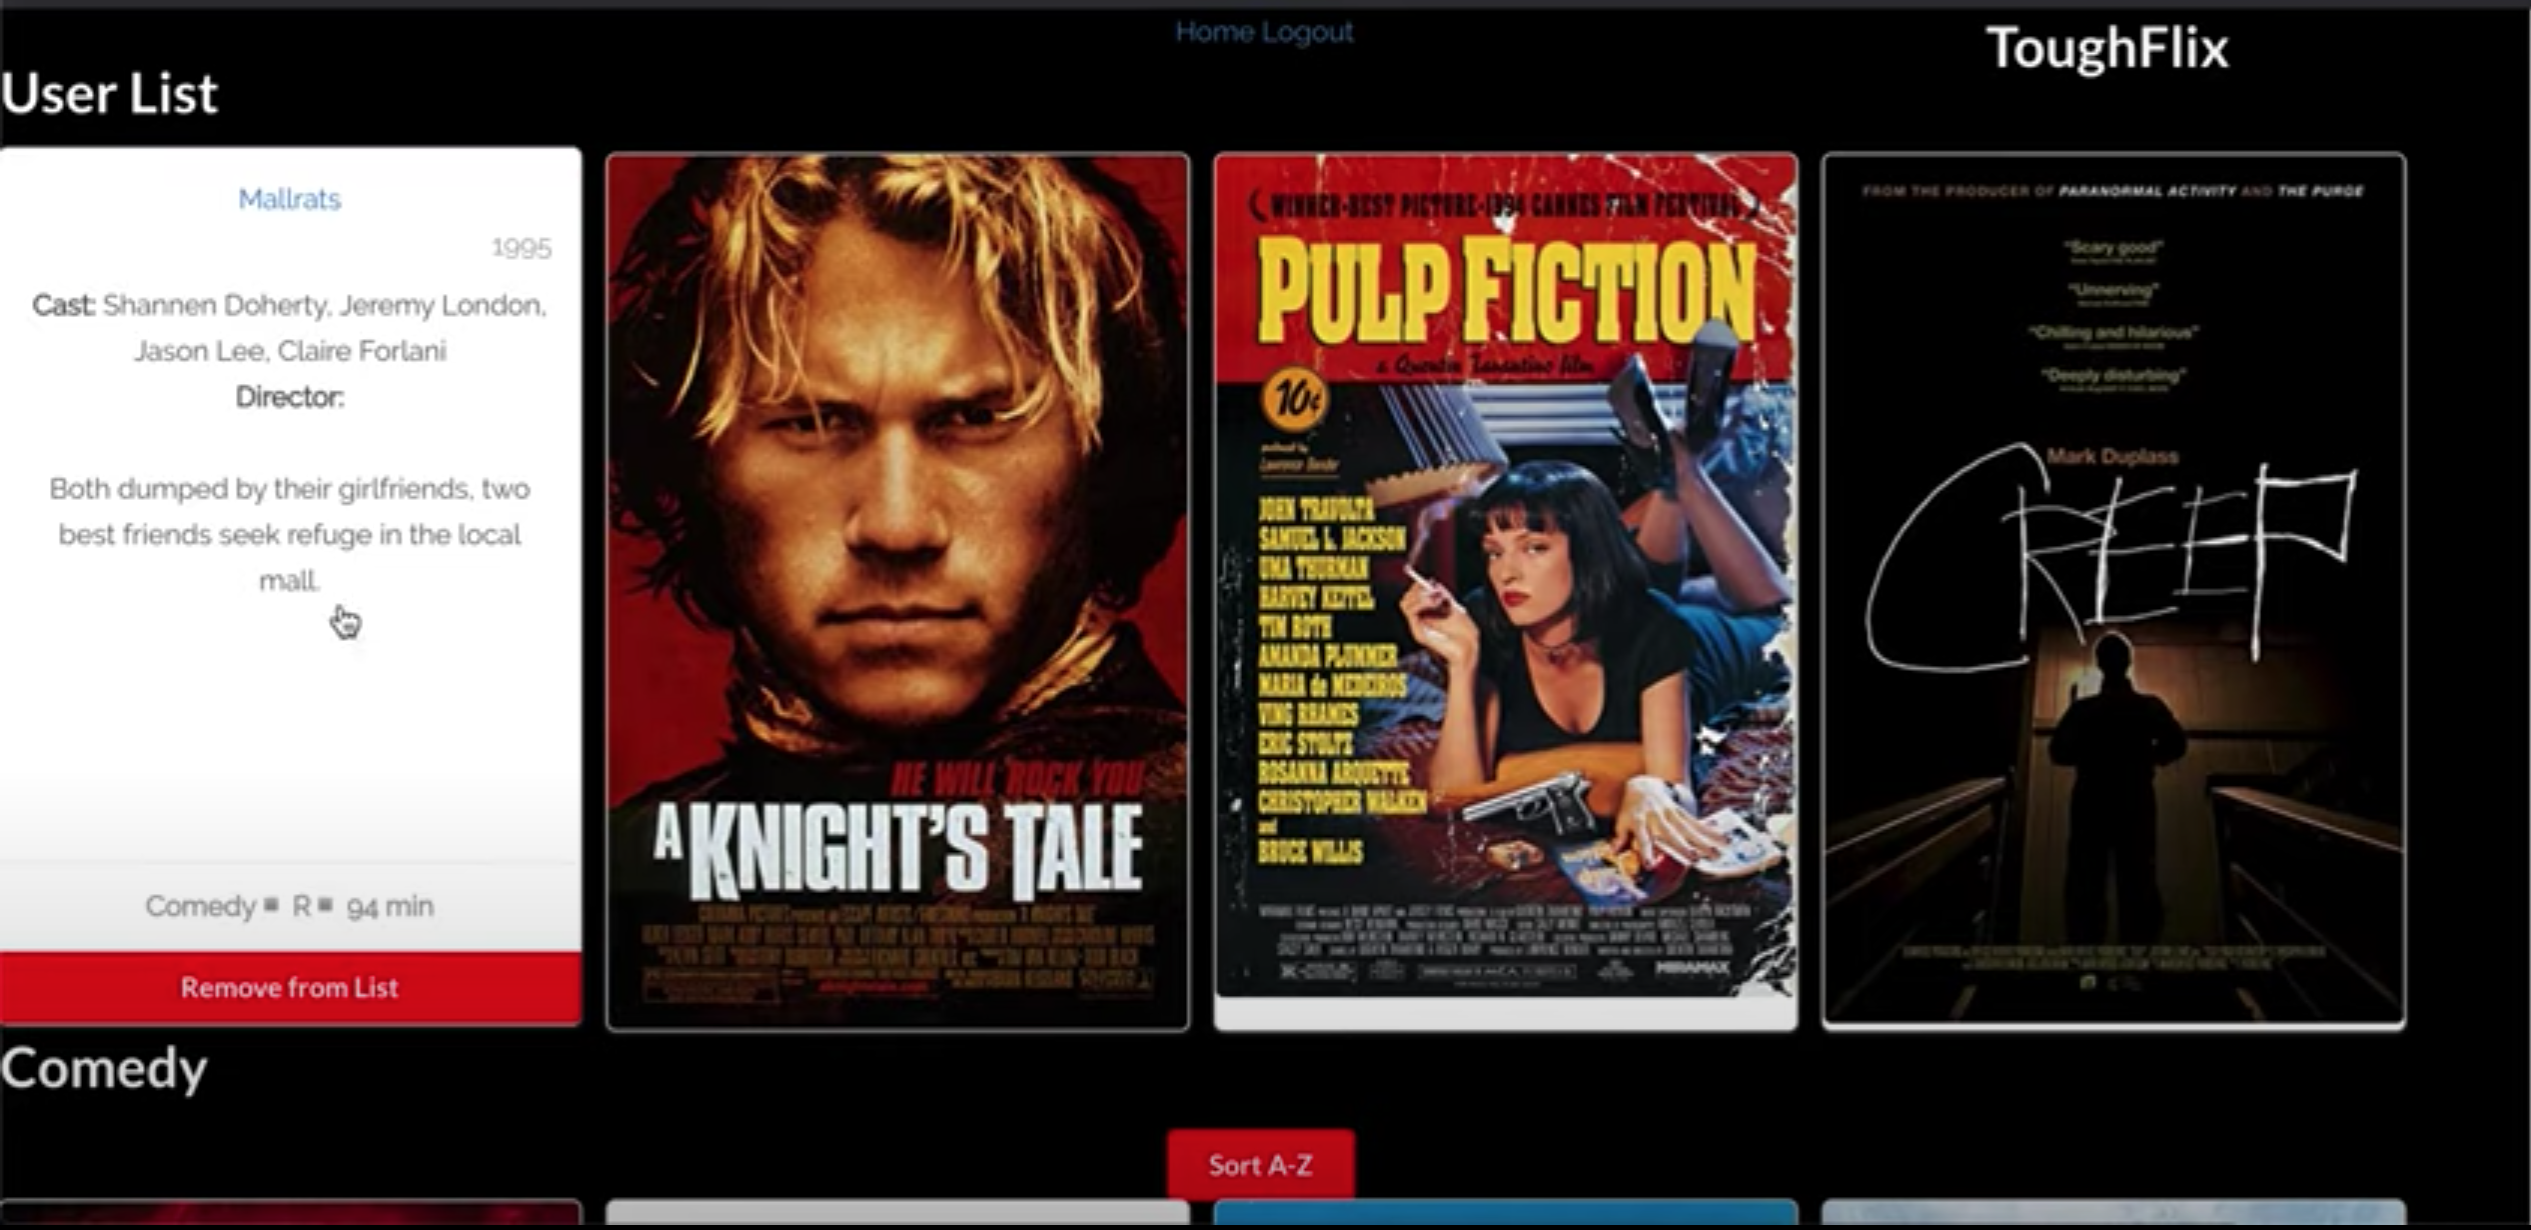 Home Logout
ToughFlix
User List
Mallrats
1995
Cast: Shannen Doherty, Jeremy London,
Jason Lee, Claire Forlani
Director:
Both dumped by their girlfriends, two
best friends seek refuge in the local
mall.
Comedy R 94 min
Remove from List
HE WILL ROCK YOU
A KNIGHT'S TALE
WINNER-BEST PICTURE-1994 CANNES FILM FESTIVAL
PULP FICTION
a Quentin Tarantino film
10¢
produced by
Lawrence Bender
JOHN TRAVOLTA
SAMUEL L. JACKSON
UMA THURMAN
HARVEY KEITEL
TIM ROTH
AMANDA PLUMMER
MARIA de MEDEIROS
VING RHAMES
ERIC STOLTZ
ROSANNA ARQUETTE
CHRISTOPHER WALKEN
and
BRUCE WILLIS
MIRAMAX
FROM THE PRODUCER OF PARANORMAL ACTIVITY AND THE PURGE
"Scary good"
"Unnerving"
"Chilling and hilarious"
"Deeply disturbing"
Mark Duplass
CREEP
Comedy
Sort A-Z